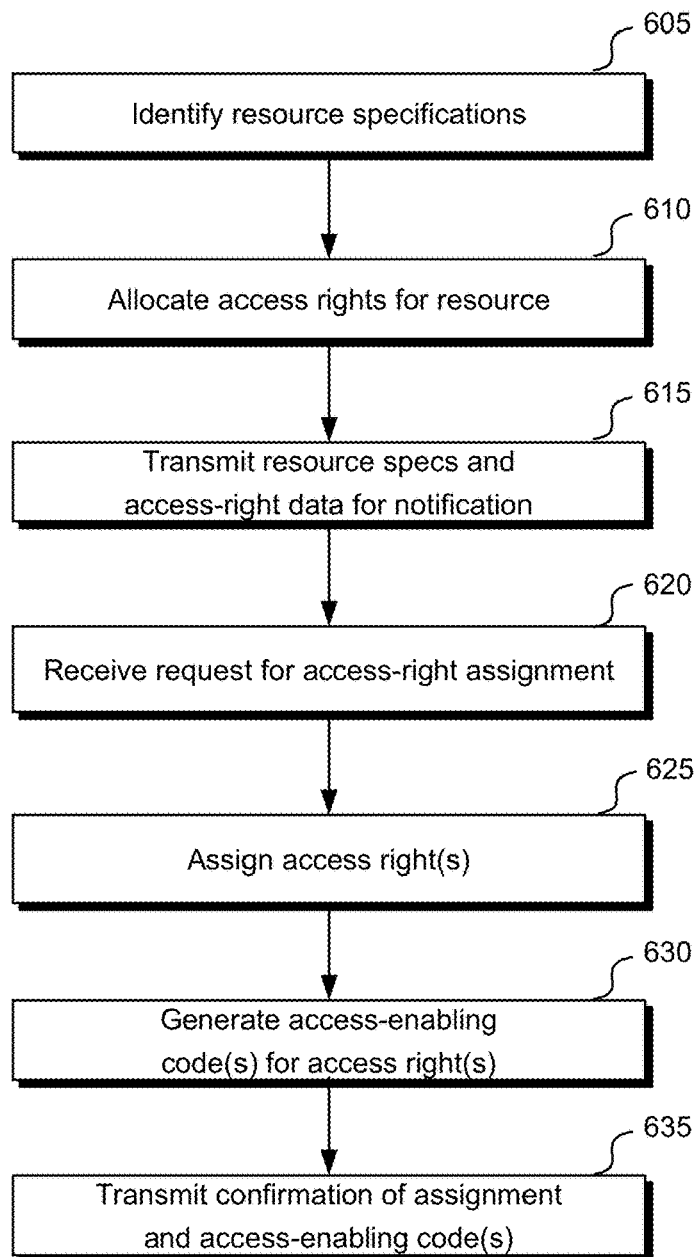 605
Identify resource specifications
610
Allocate access rights for resource
615
Transmit resource specs and
access-right data for notification
620
Receive request for access-right assignment
625
Assign access right(s)
630
Generate access-enabling
code(s) for access right(s)
635
Transmit confirmation of assignment
and access-enabling code(s)